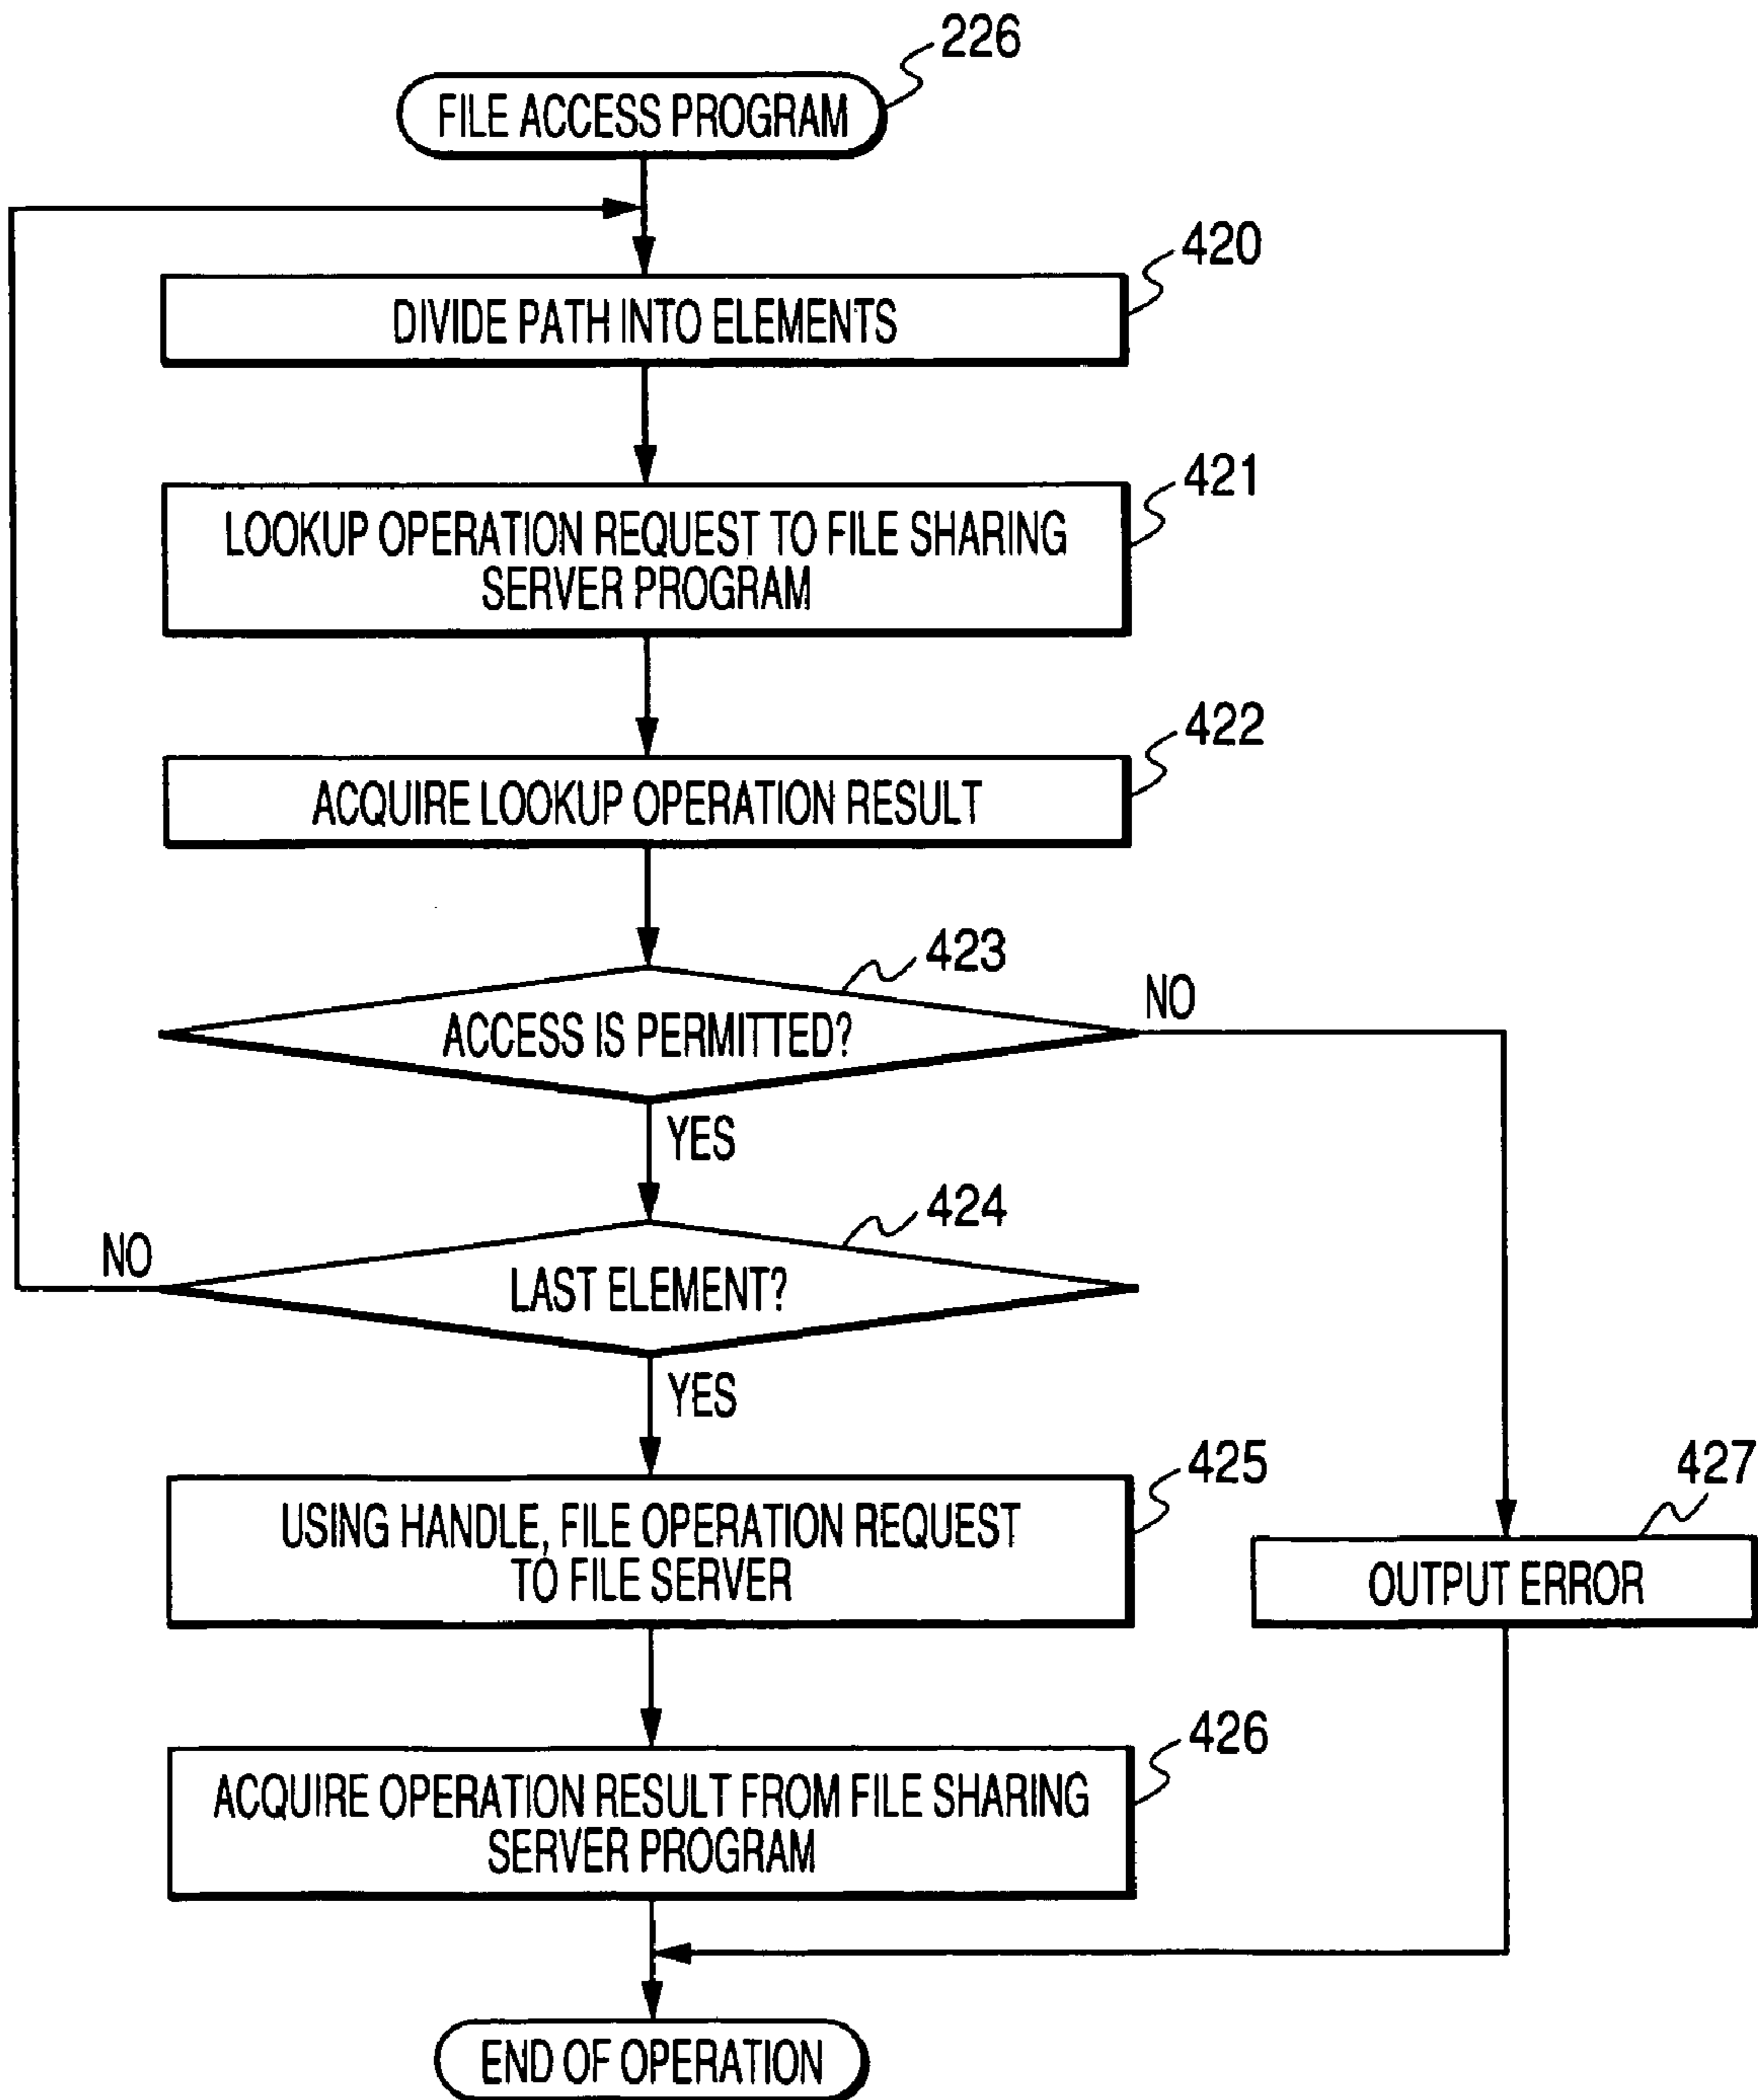 226
FILE ACCESS PROGRAM
420
DIVIDE PATH INTO ELEMENTS
421
LOOKUP OPERATION REQUEST TO FILE SHARING
SERVER PROGRAM
422
ACQUIRE LOOKUP OPERATION RESULT
423
NO
ACCESS IS PERMITTED?
YES
424
NO
LAST ELEMENT?
YES
425
427
USING HANDLE, FILE OPERATION REQUEST
TO FILE SERVER
OUTPUT ERROR
426
ACQUIRE OPERATION RESULT FROM FILE SHARING
SERVER PROGRAM
END OF OPERATION